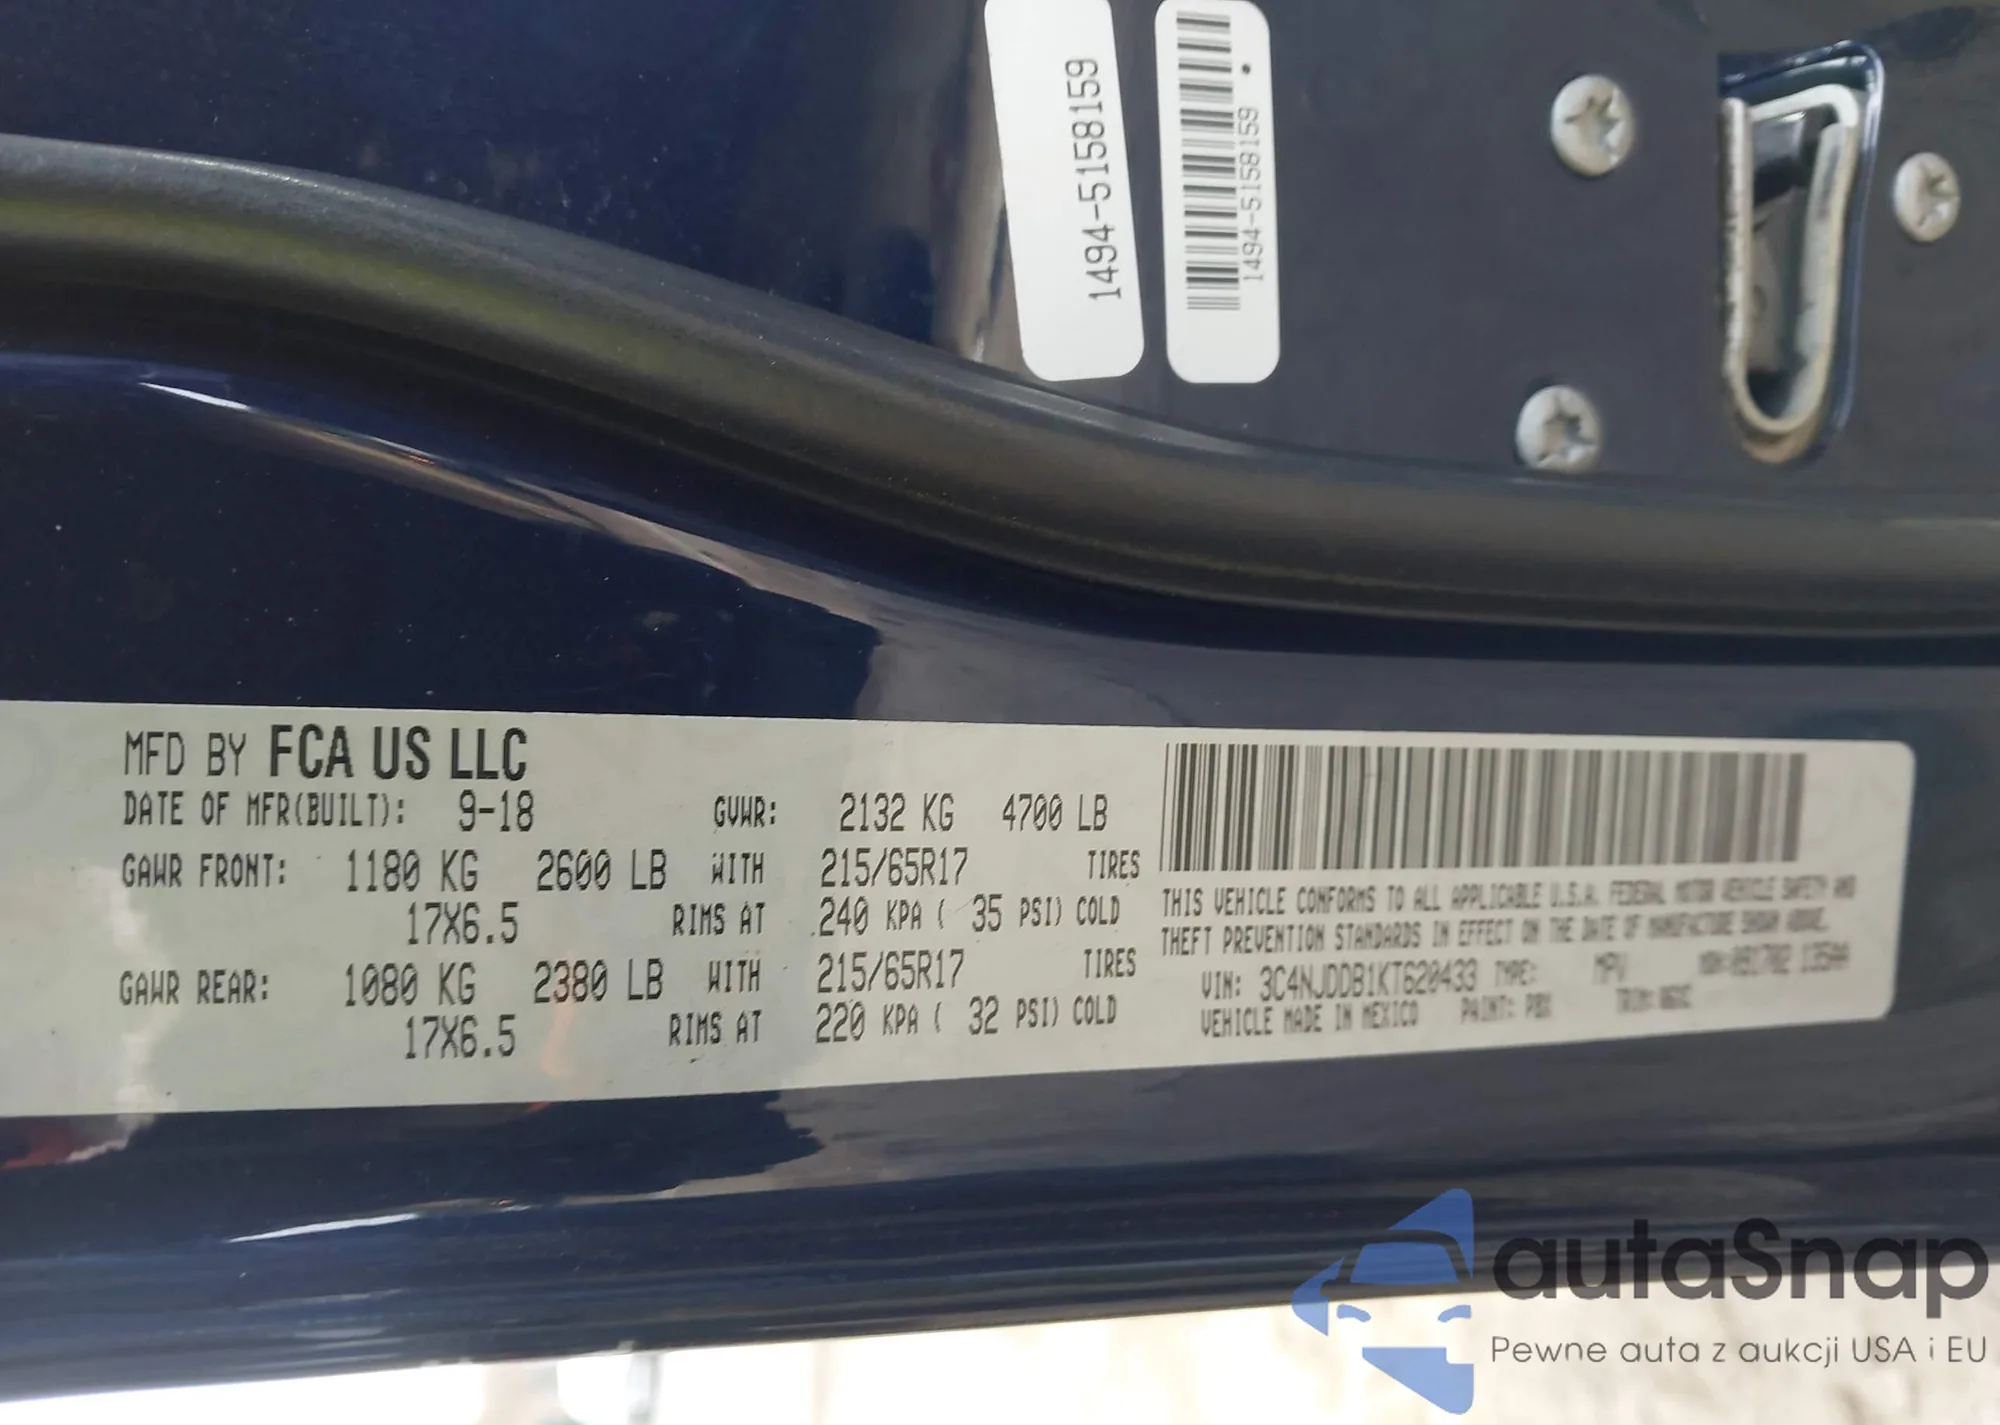 1494-5158159
1494-5158159
MFD BY FCA US LLC
DATE OF MFR(BUILT): 9-18 GVWR: 2132 KG 4700 LB
GAWR FRONT: 1180 KG 2600 LB WITH 215/65R17 TIRES
17X6.5 RIMS AT 240 KPA ( 35 PSI) COLD
GAWR REAR: 1080 KG 2380 LB WITH 215/65R17 TIRES
17X6.5 RIMS AT 220 KPA ( 32 PSI) COLD
THIS VEHICLE CONFORMS TO ALL APPLICABLE U.S.A. FEDERAL MOTOR VEHICLE SAFETY AND
THEFT PREVENTION STANDARDS IN EFFECT ON THE DATE OF MANUFACTURE SHOWN ABOVE.
VIN: 3C4NJDDB1KT620433 TYPE: MPV
VEHICLE MADE IN MEXICO PAINT: PBX TRIM:
autaSnap
Pewne auta z aukcji USA i EU